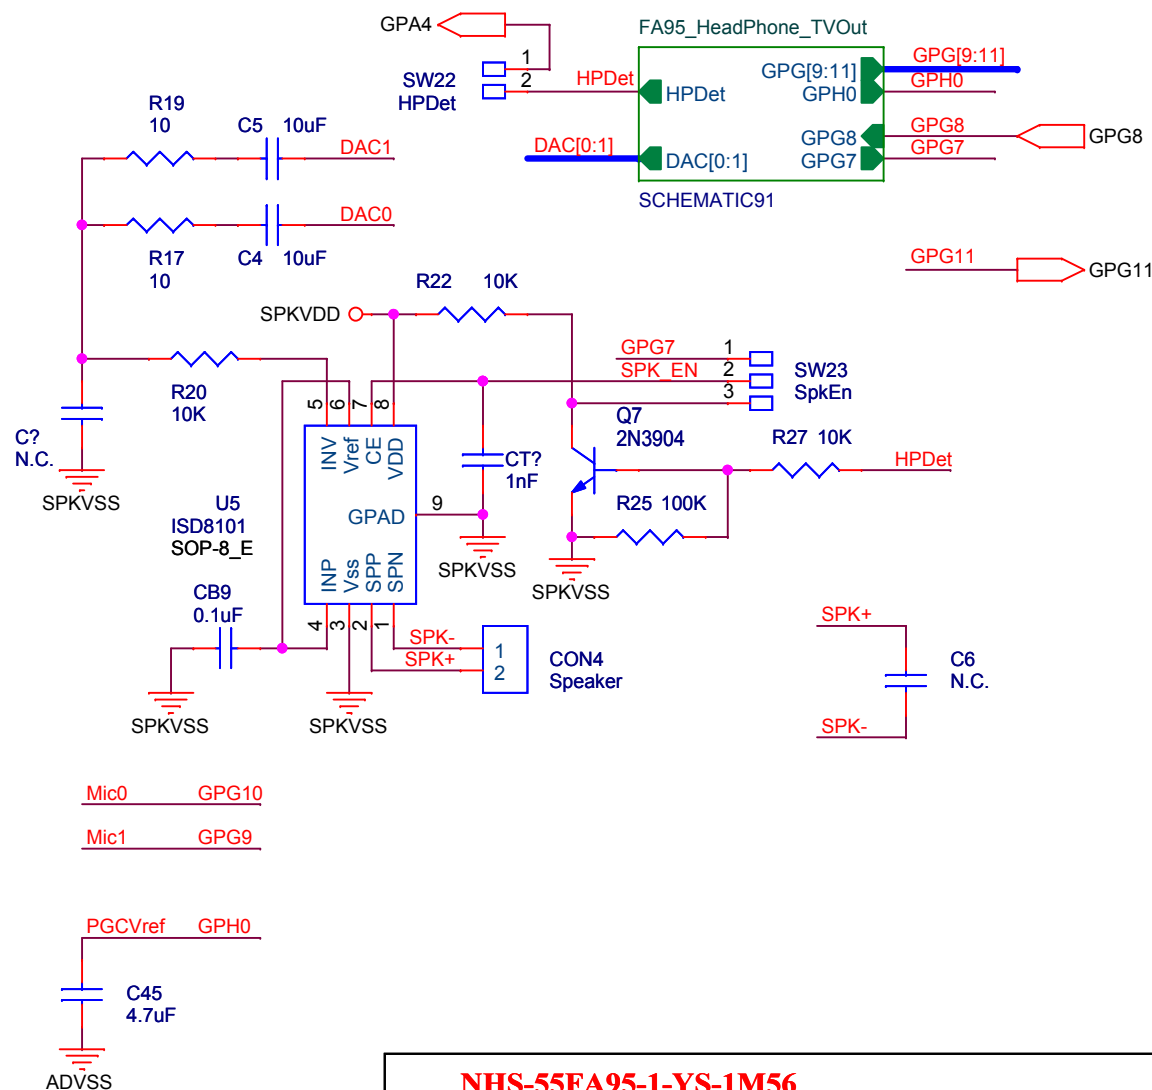 GPA4
FA95_HeadPhone_TVOut
SW22
HPDet
1
2
HPDet
HPDet
GPG[9:11]
GPG[9:11]
GPH0
GPH0
GPG8
GPG8
GPG8
GPG7
GPG7
DAC[0:1]
DAC[0:1]
SCHEMATIC91
R19
10
C5
10uF
DAC1
DAC0
R17
10
C4
10uF
GPG11
GPG11
SPKVDD
R22
10K
GPG7
1
SPK_EN
2
3
SW23
SpkEn
R20
10K
C?
N.C.
SPKVSS
5
6
7
8
INV
Vref
CE
VDD
Q7
2N3904
R27 10K
HPDet
CT?
1nF
9
GPAD
U5
ISD8101
SOP-8_E
R25 100K
SPKVSS
SPKVSS
INP
Vss
SPP
SPN
4
3
2
1
CB9
0.1uF
SPK-
SPK+
1
2
CON4
Speaker
SPKVSS
SPKVSS
SPK+
C6
N.C.
SPK-
Mic0
GPG10
Mic1
GPG9
PGCVref
GPH0
C45
4.7uF
ADVSS
NHS-55FA95-1-YS-1M56